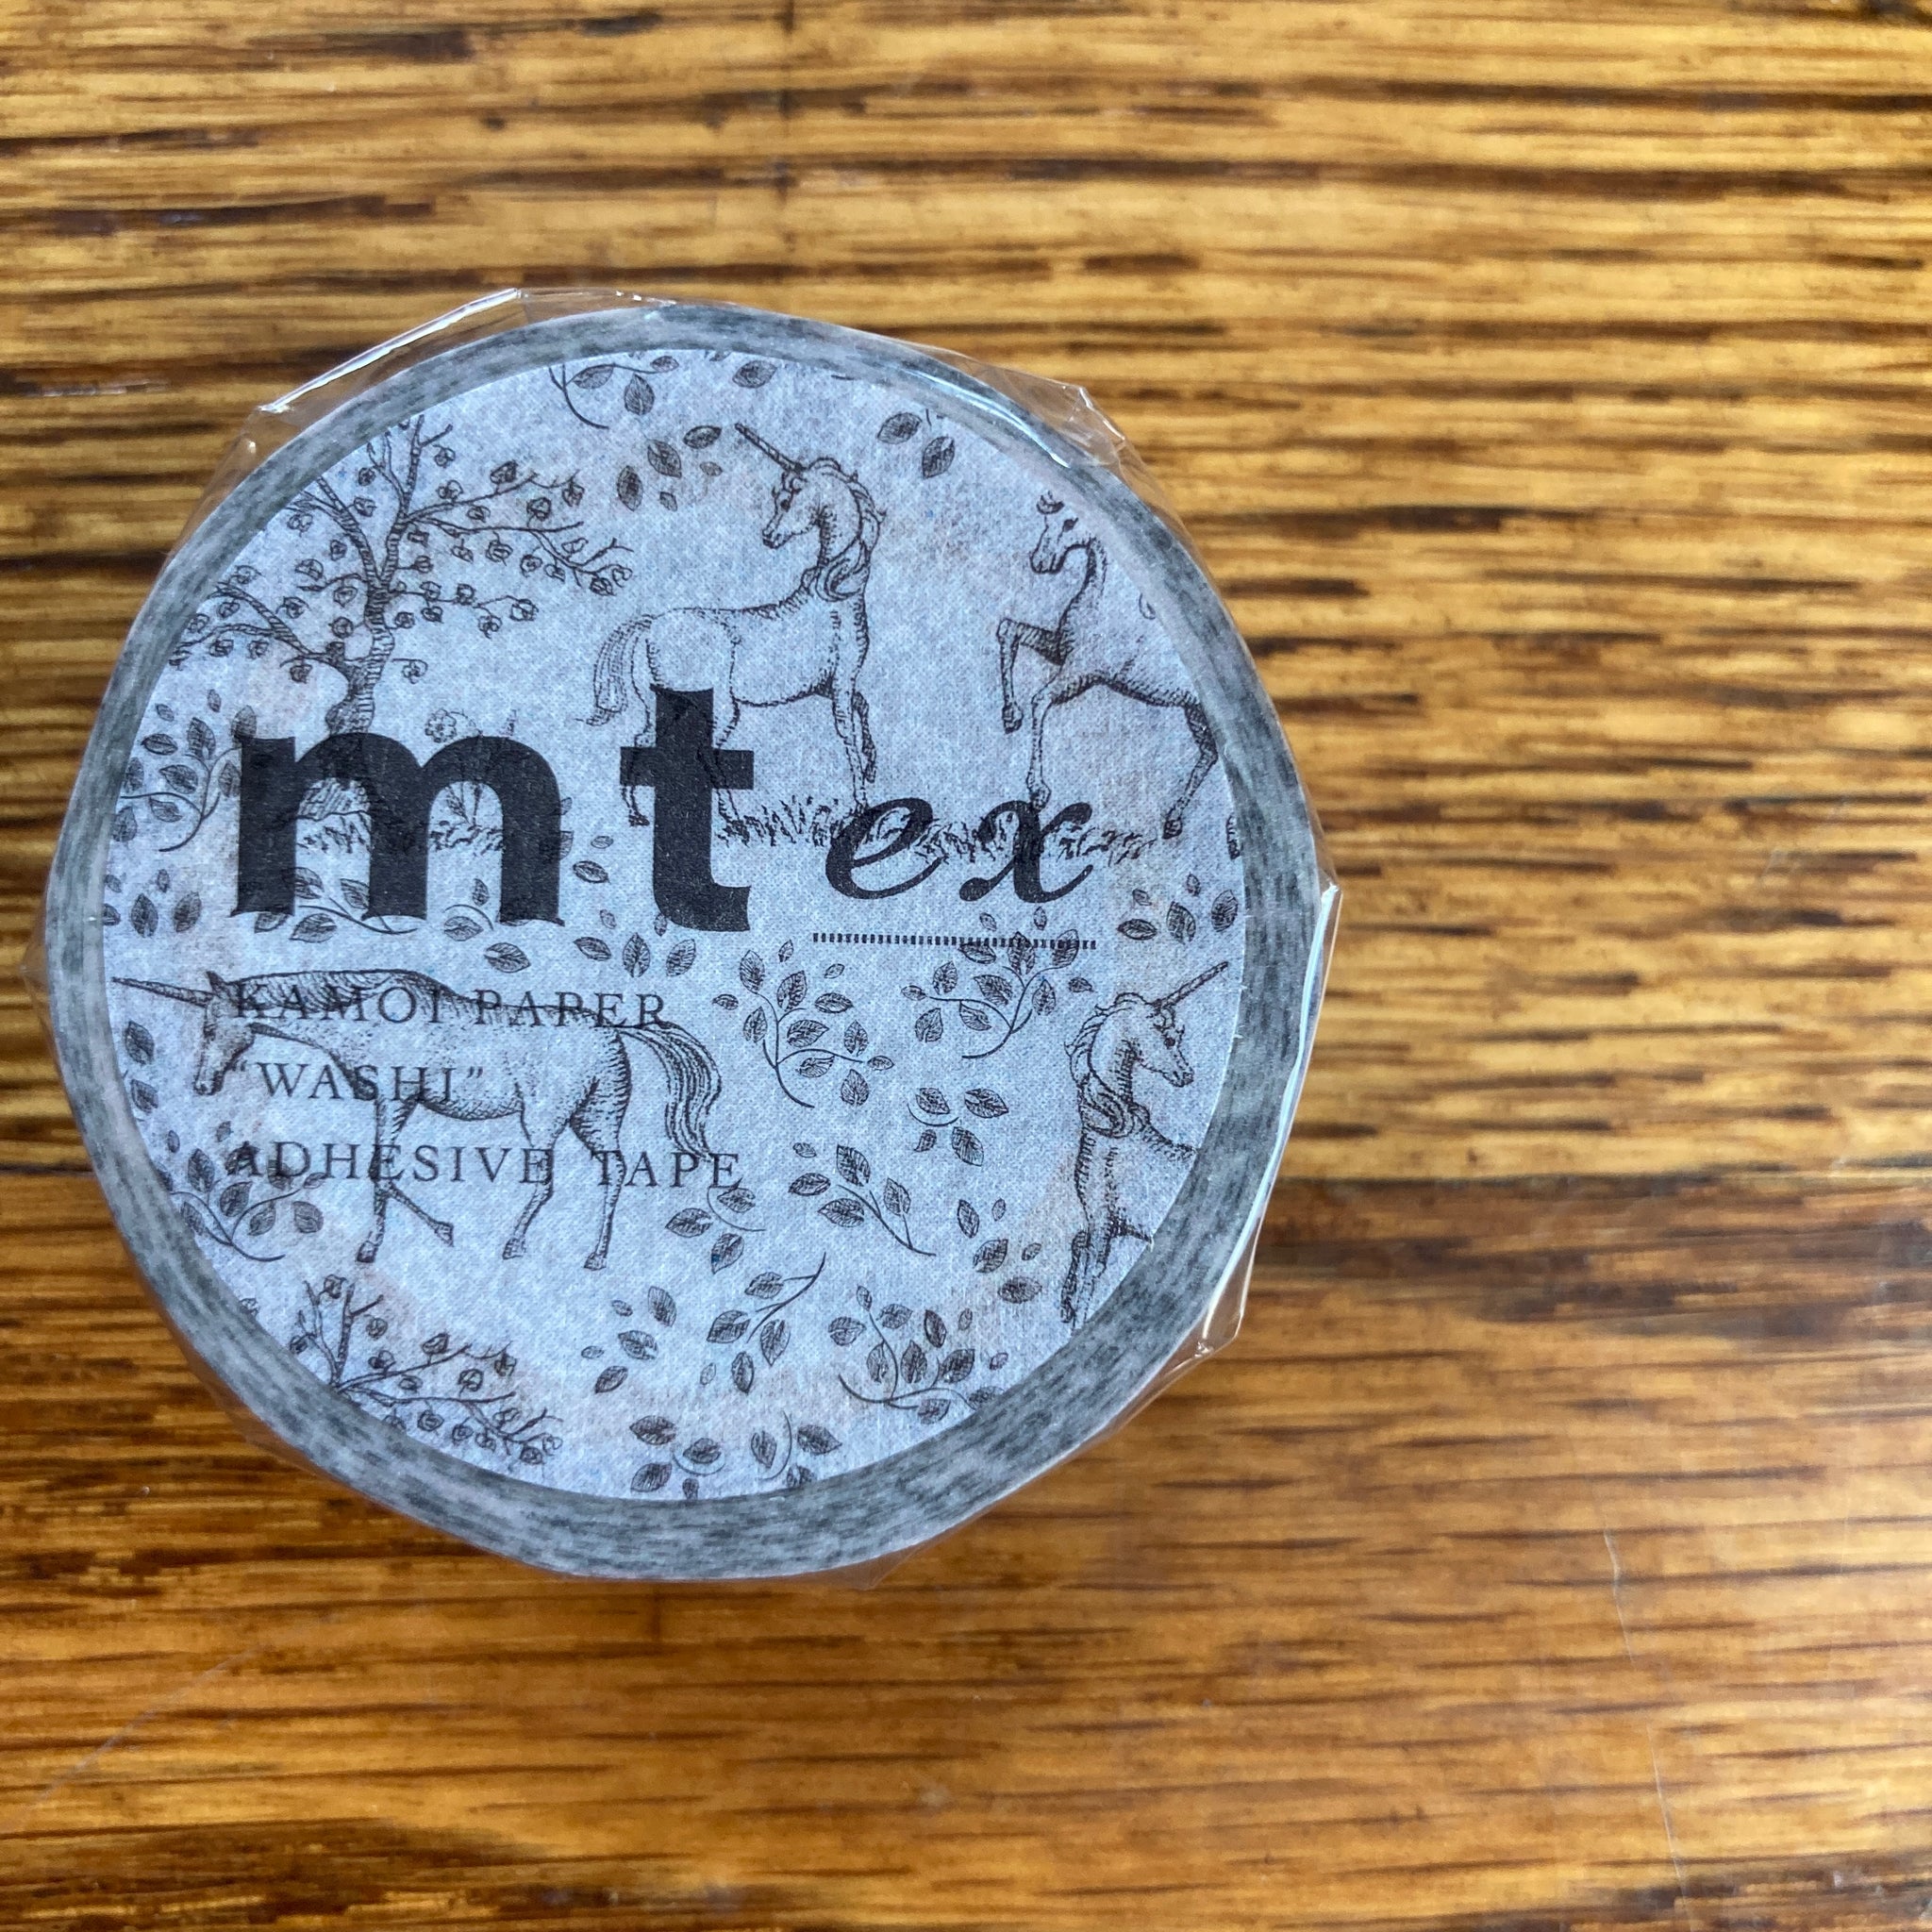 mt ex
KAMOI PAPER
"WASHI"
ADHESIVE TAPE